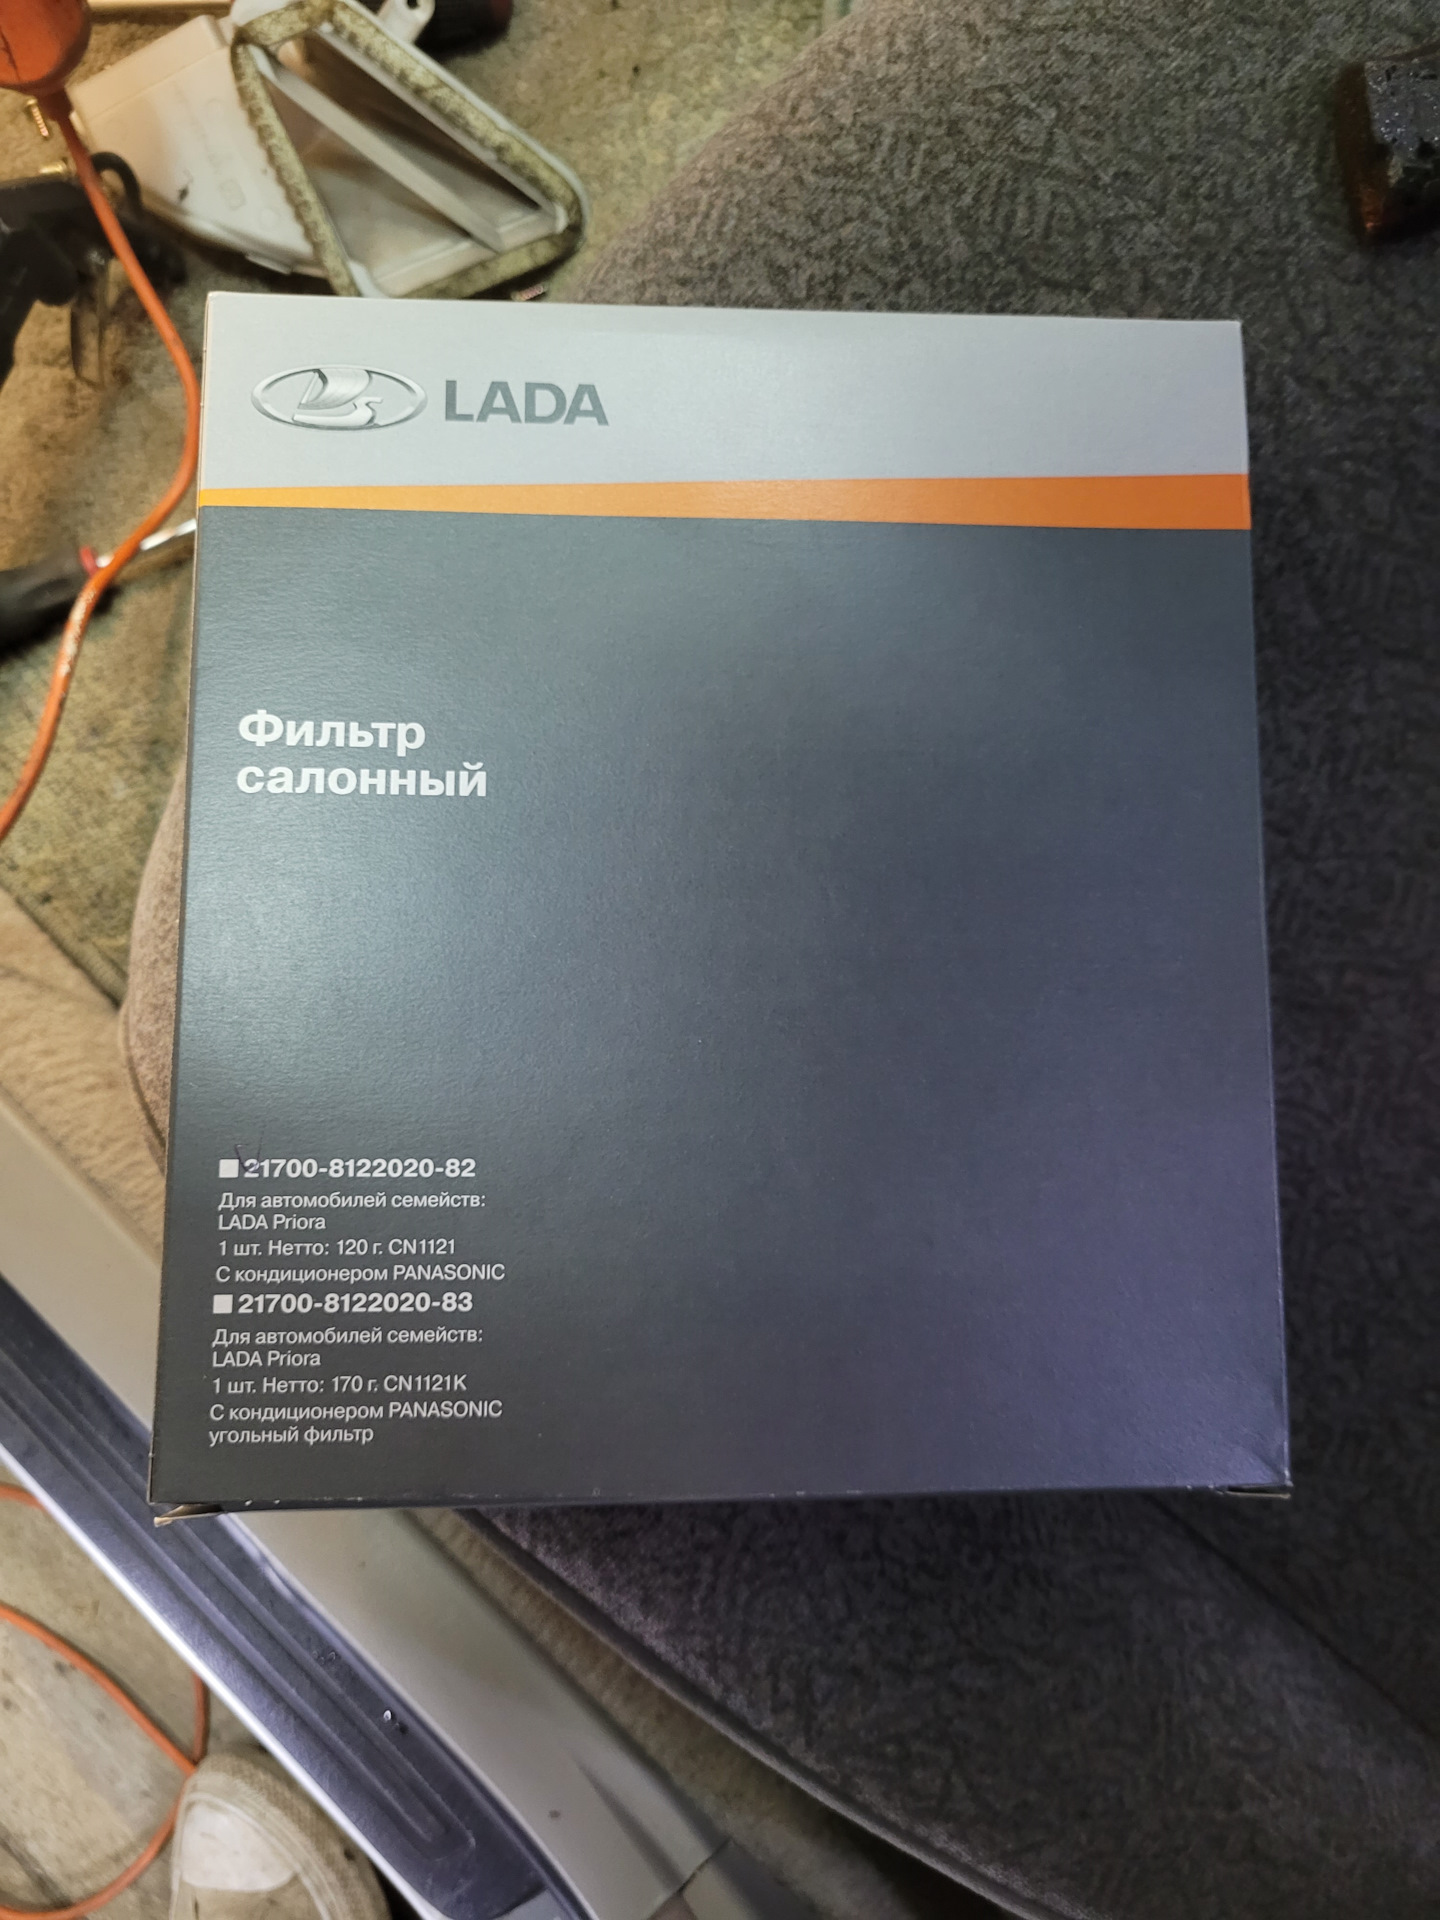 LADA
Фильтр
салонный
21700-8122020-82
Для автомобилей семейств:
LADA Priora
1 шт. Нетто: 120 г. CN1121
С кондиционером PANASONIC
21700-8122020-83
Для автомобилей семейств:
LADA Priora
1 шт. Нетто: 170 г. CN1121K
С кондиционером PANASONIC
угольный фильтр